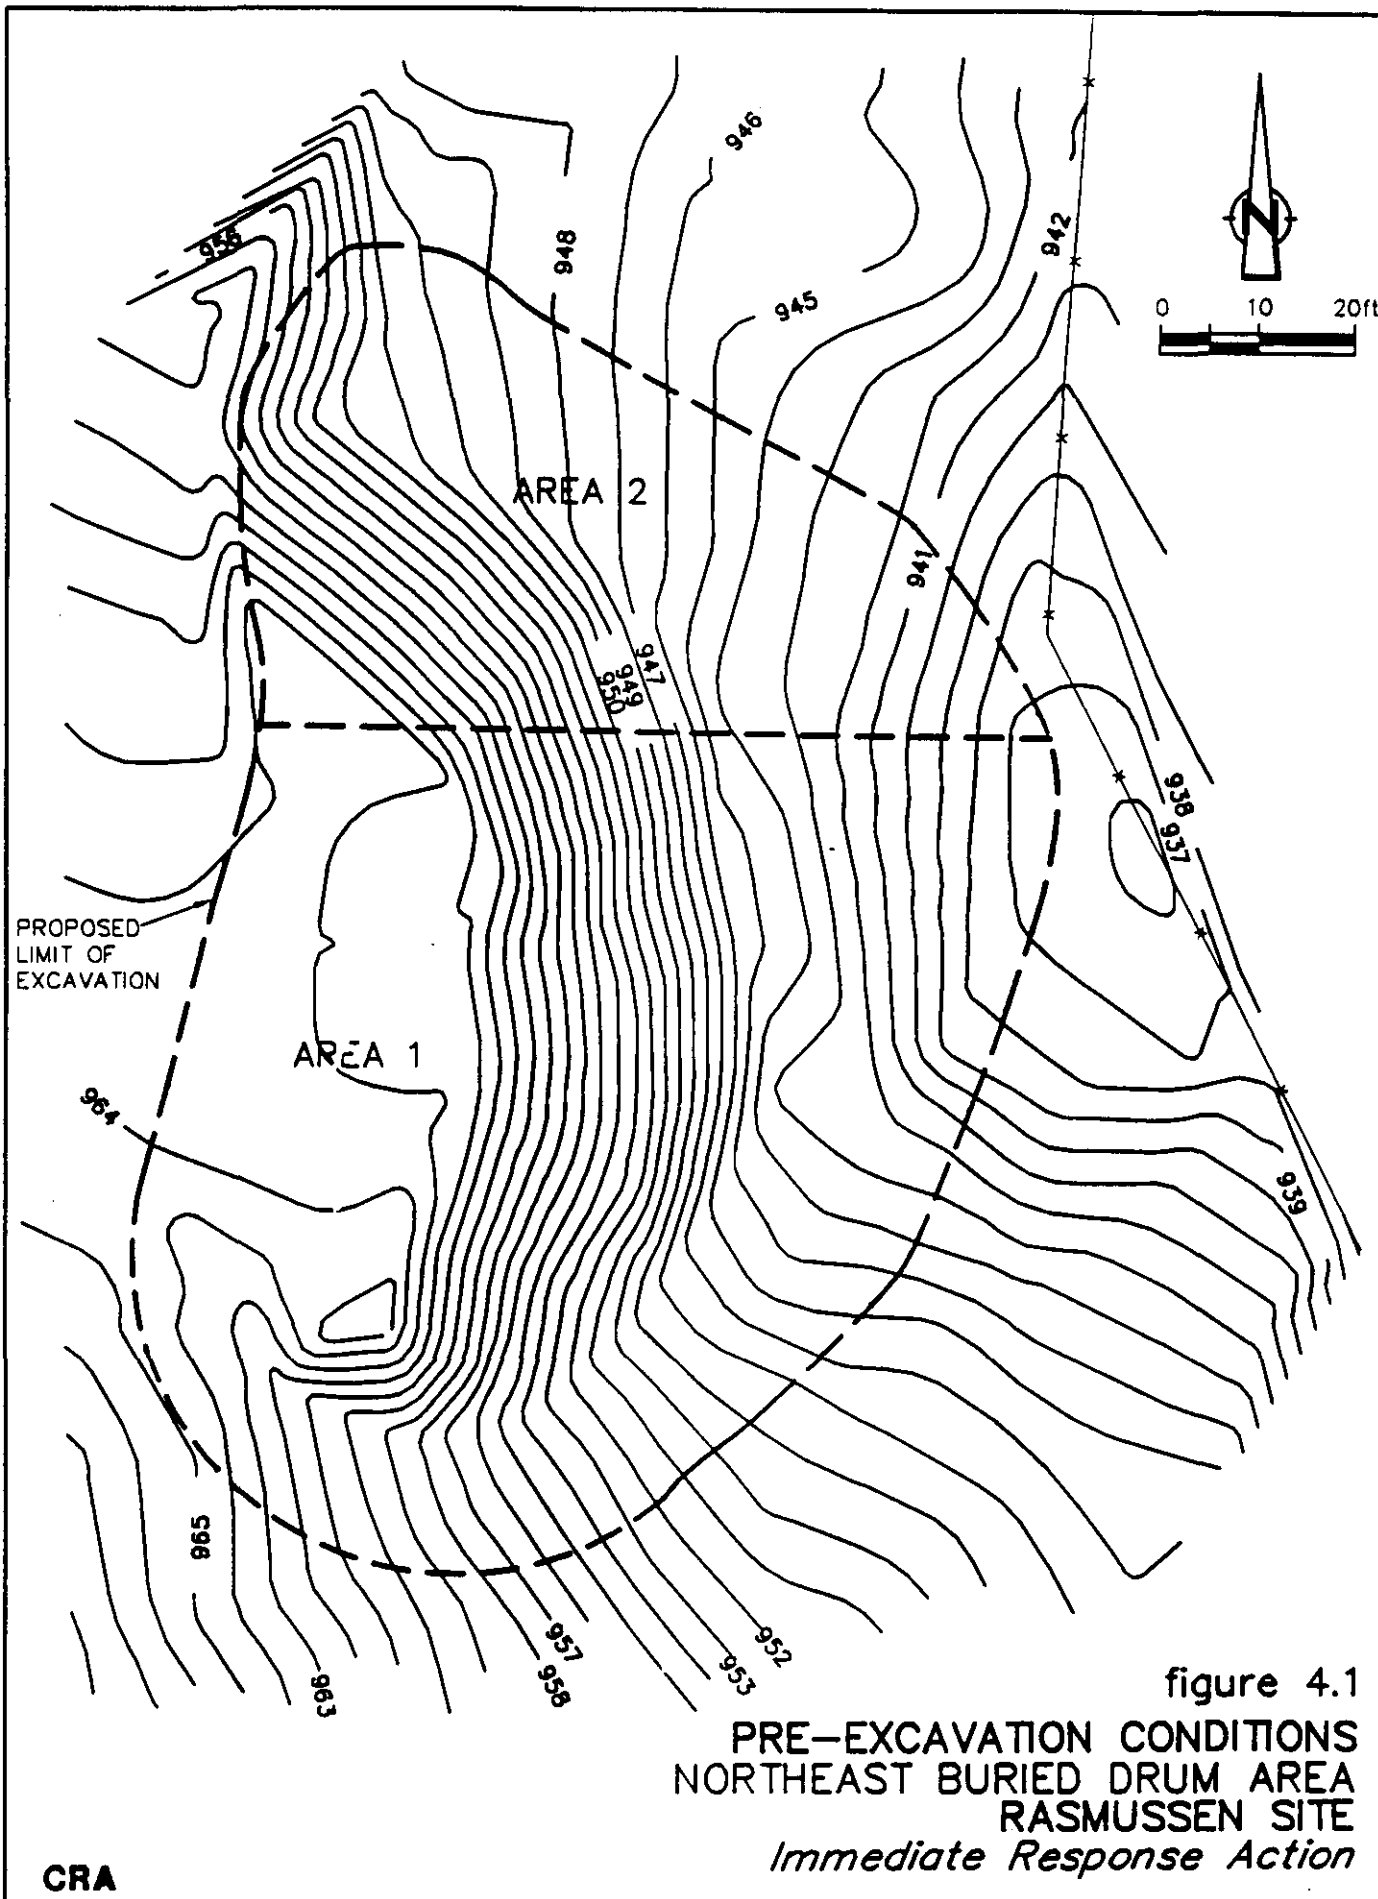 946
942
956
948
945
0 10 20ft
N
AREA 2
941
947
949
950
938
937
PROPOSED
LIMIT OF
EXCAVATION
AREA 1
964
939
965
957
952
953
958
963
figure 4.1
PRE-EXCAVATION CONDITIONS
NORTHEAST BURIED DRUM AREA
RASMUSSEN SITE
Immediate Response Action
CRA